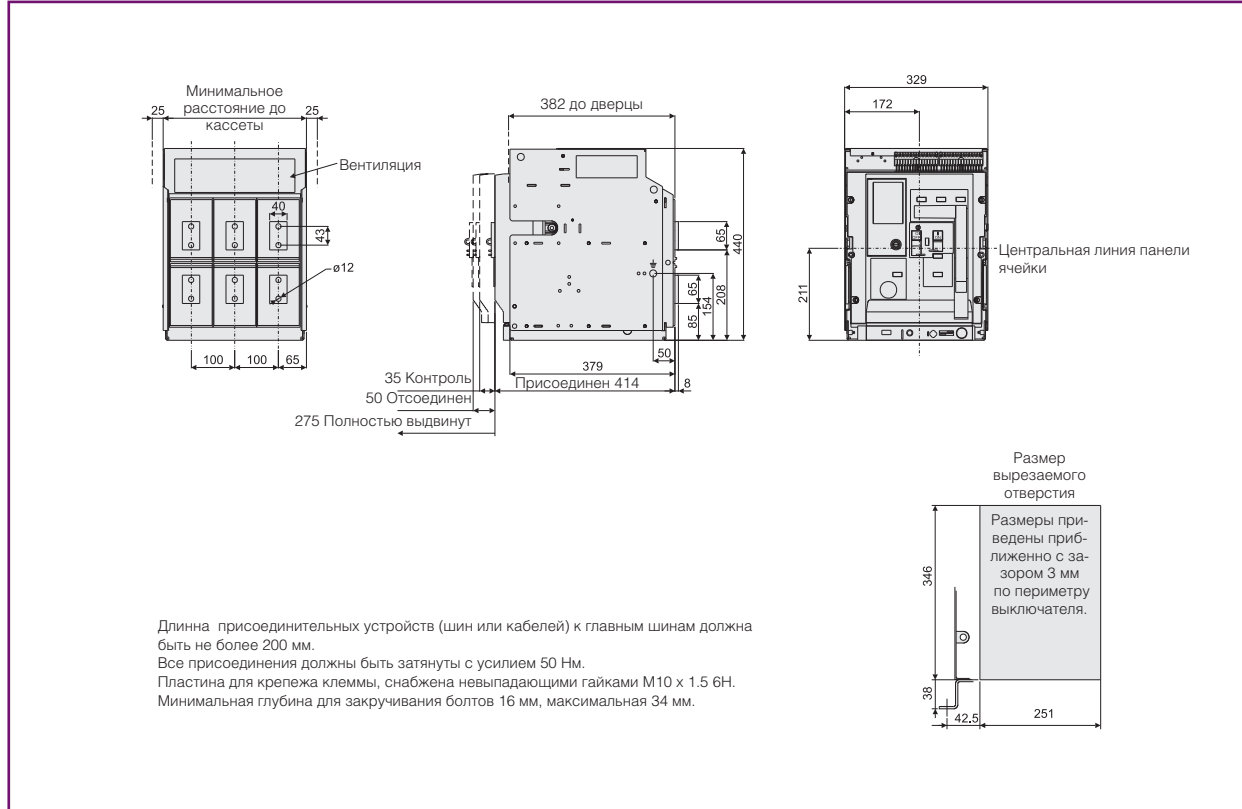 Минимальное
расстояние до
кассеты
25
25
Вентиляция
40
43
ø12
100
100
65
382 до дверцы
440
65
208
154
65
85
50
379
35 Контроль
Присоединен 414
8
50 Отсоединен
275 Полностью выдвинут
329
172
211
Центральная линия панели
ячейки
Размер
вырезаемого
отверстия
Размеры при-
ведены приб-
лиженно с за-
зором 3 мм
по периметру
выключателя.
346
38
42.5
251
Длинна присоединительных устройств (шин или кабелей) к главным шинам должна
быть не более 200 мм.
Все присоединения должны быть затянуты с усилием 50 Нм.
Пластина для крепежа клеммы, снабжена невыпадающими гайками М10 х 1.5 6Н.
Минимальная глубина для закручивания болтов 16 мм, максимальная 34 мм.